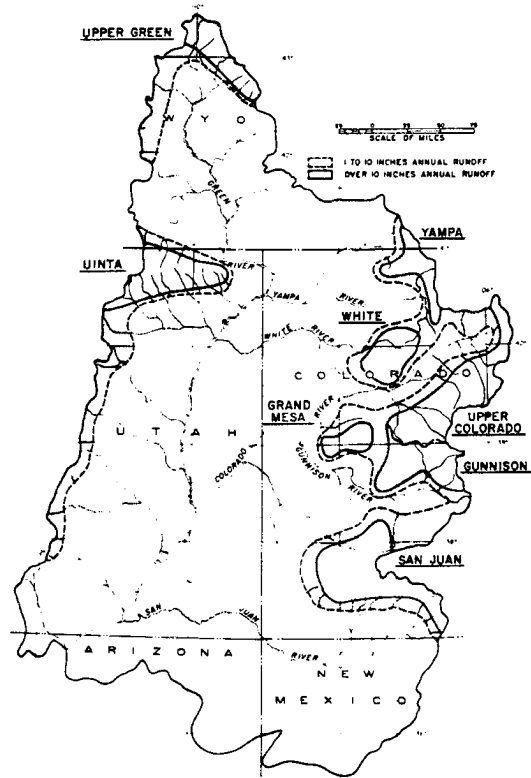 UPPER GREEN
W Y O
SCALE OF MILES
1 TO 10 INCHES ANNUAL RUNOFF
OVER 10 INCHES ANNUAL RUNOFF
GREEN
YAMPA
UINTA
RIVER
YAMPA
RIVER
WHITE
WHITE RIVER
C O L O R A D O
GRAND
MESA
RIVER
UPPER
COLORADO
U T A H
GUNNISON
COLORADO
GUNNISON
RIVER
SAN JUAN
SAN JUAN
RIVER
A R I Z O N A
N E W
M E X I C O